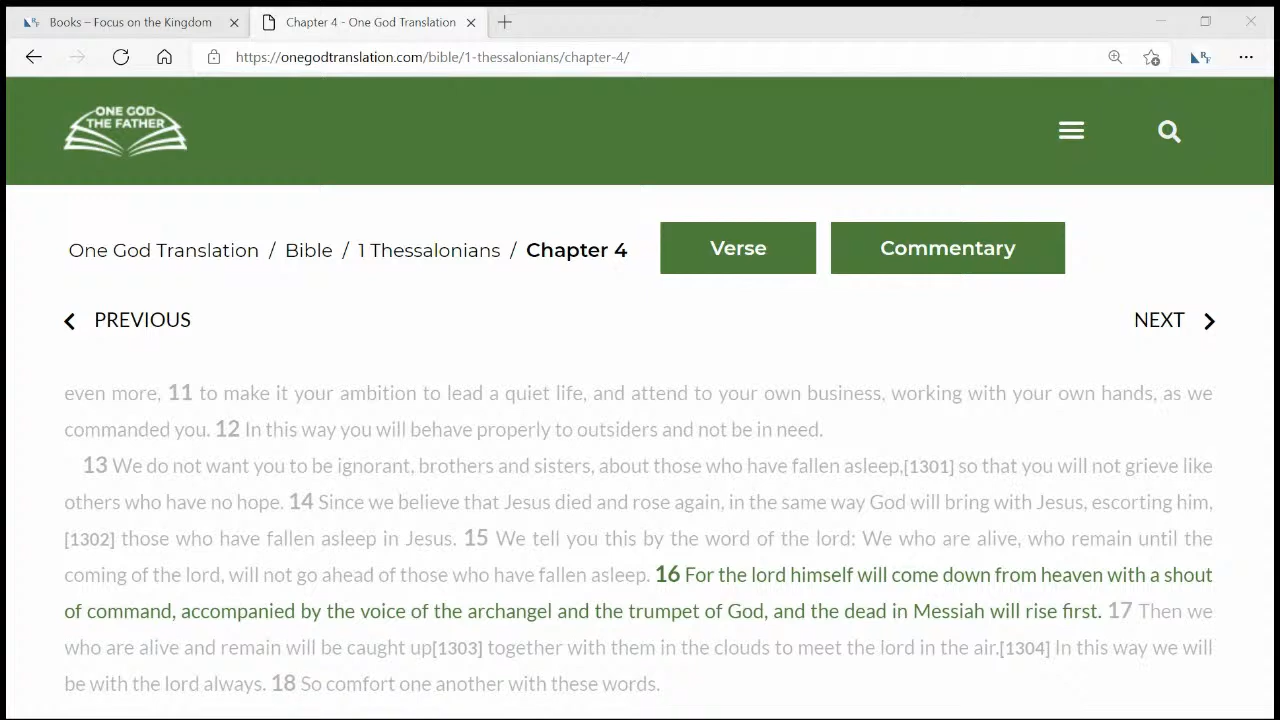 Books – Focus on the Kingdom
Chapter 4 - One God Translation
https://onegodtranslation.com/bible/1-thessalonians/chapter-4/
ONE GOD
THE FATHER
One God Translation / Bible / 1 Thessalonians / Chapter 4
Verse
Commentary
PREVIOUS
NEXT
even more, 11 to make it your ambition to lead a quiet life, and attend to your own business, working with your own hands, as we
commanded you. 12 In this way you will behave properly to outsiders and not be in need.
13 We do not want you to be ignorant, brothers and sisters, about those who have fallen asleep,[1301] so that you will not grieve like
others who have no hope. 14 Since we believe that Jesus died and rose again, in the same way God will bring with Jesus, escorting him,
[1302] those who have fallen asleep in Jesus. 15 We tell you this by the word of the lord: We who are alive, who remain until the
coming of the lord, will not go ahead of those who have fallen asleep. 16 For the lord himself will come down from heaven with a shout
of command, accompanied by the voice of the archangel and the trumpet of God, and the dead in Messiah will rise first. 17 Then we
who are alive and remain will be caught up[1303] together with them in the clouds to meet the lord in the air.[1304] In this way we will
be with the lord always. 18 So comfort one another with these words.